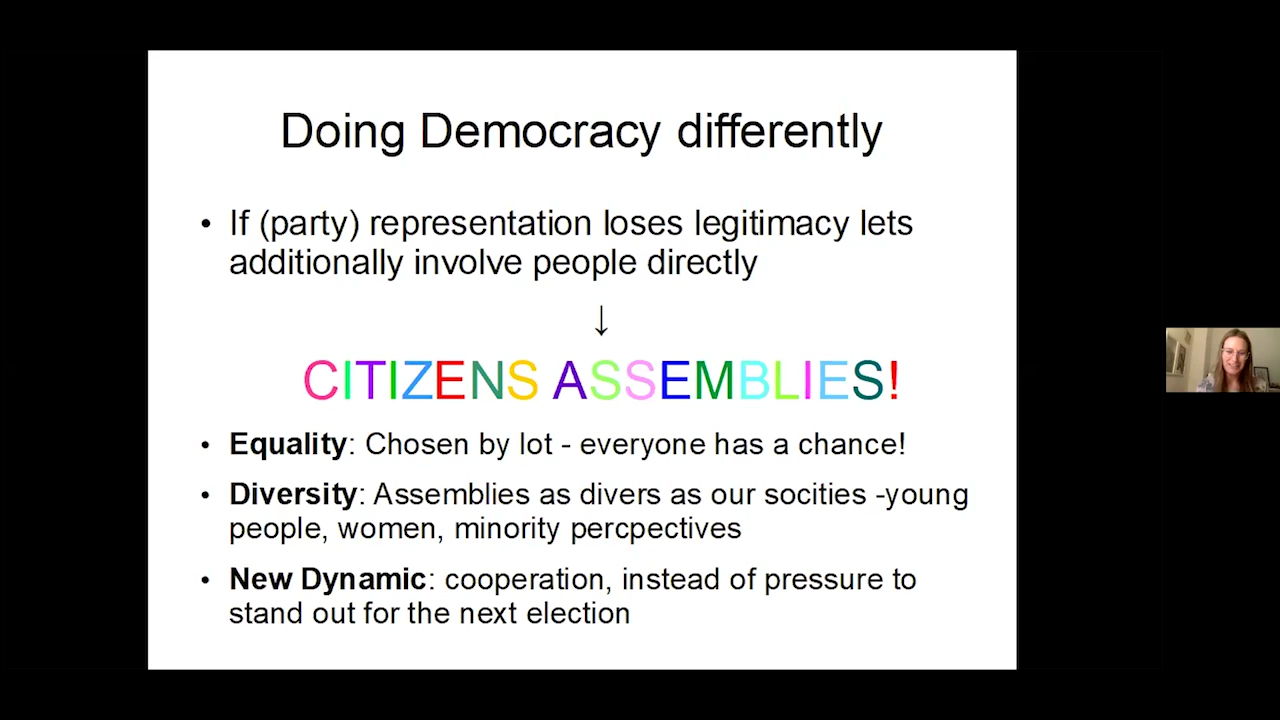 Doing Democracy differently
• If (party) representation loses legitimacy lets
additionally involve people directly
↓
CITIZENS ASSEMBLIES!
• Equality: Chosen by lot - everyone has a chance!
• Diversity: Assemblies as divers as our socities -young
people, women, minority percpectives
• New Dynamic: cooperation, instead of pressure to
stand out for the next election